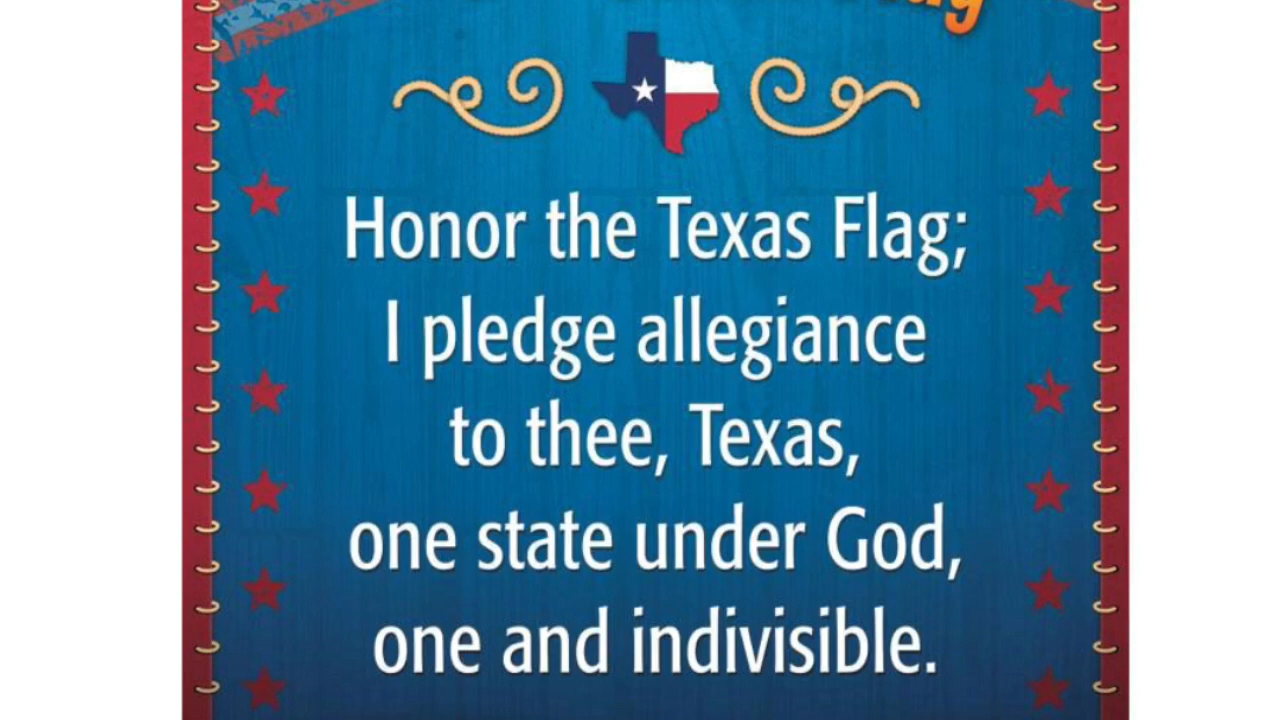 Honor the Texas Flag;
I pledge allegiance
to thee, Texas,
one state under God,
one and indivisible.